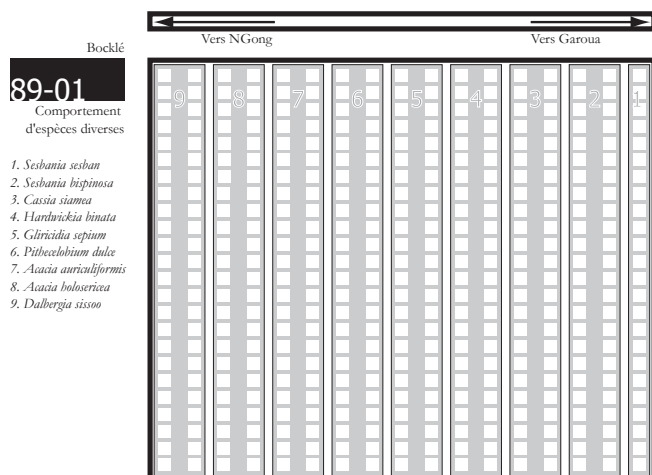 Vers NGong
Vers Garoua
Bocklé
89-01
Comportement
d'espèces diverses
1. Sesbania sesban
2. Sesbania bispinosa
3. Cassia siamea
4. Hardwickia binata
5. Gliricidia sepium
6. Pithecelobium dulce
7. Acacia auriculiformis
8. Acacia holosericea
9. Dalbergia sissoo
9 8 7 6 5 4 3 2 1